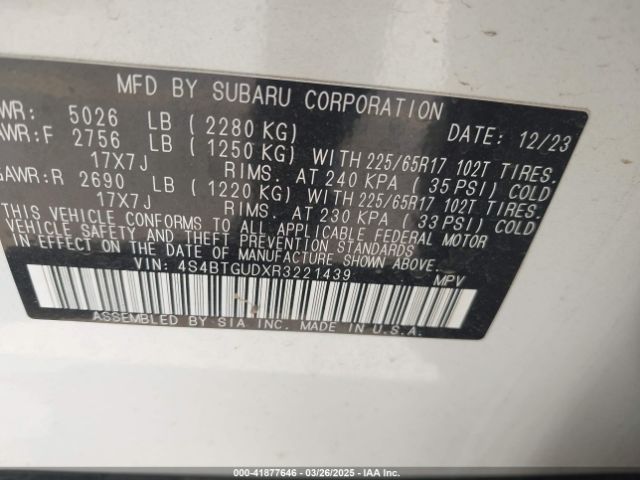 MFD BY SUBARU CORPORATION
DATE: 12/23
WR: 5026 LB (2280 KG)
AWR:F 2756 LB (1250 KG) WITH 225/65R17 102T TIRES.
17X7J RIMS. AT 240 KPA (35 PSI) COLD
GAWR:R 2690 LB (1220 KG) WITH 225/65R17 102T TIRES.
17X7J RIMS. AT 230 KPA (33 PSI) COLD
THIS VEHICLE CONFORMS TO ALL APPLICABLE FEDERAL MOTOR
VEHICLE SAFETY AND THEFT PREVENTION STANDARDS
IN EFFECT ON THE DATE OF MANUFACTURE SHOWN ABOVE.
VIN: 4S4BTGUDXR3221439 MPV
ASSEMBLED BY SIA INC. MADE IN U.S.A.
000-41877646 | 03/26/2025 - IAA Inc.